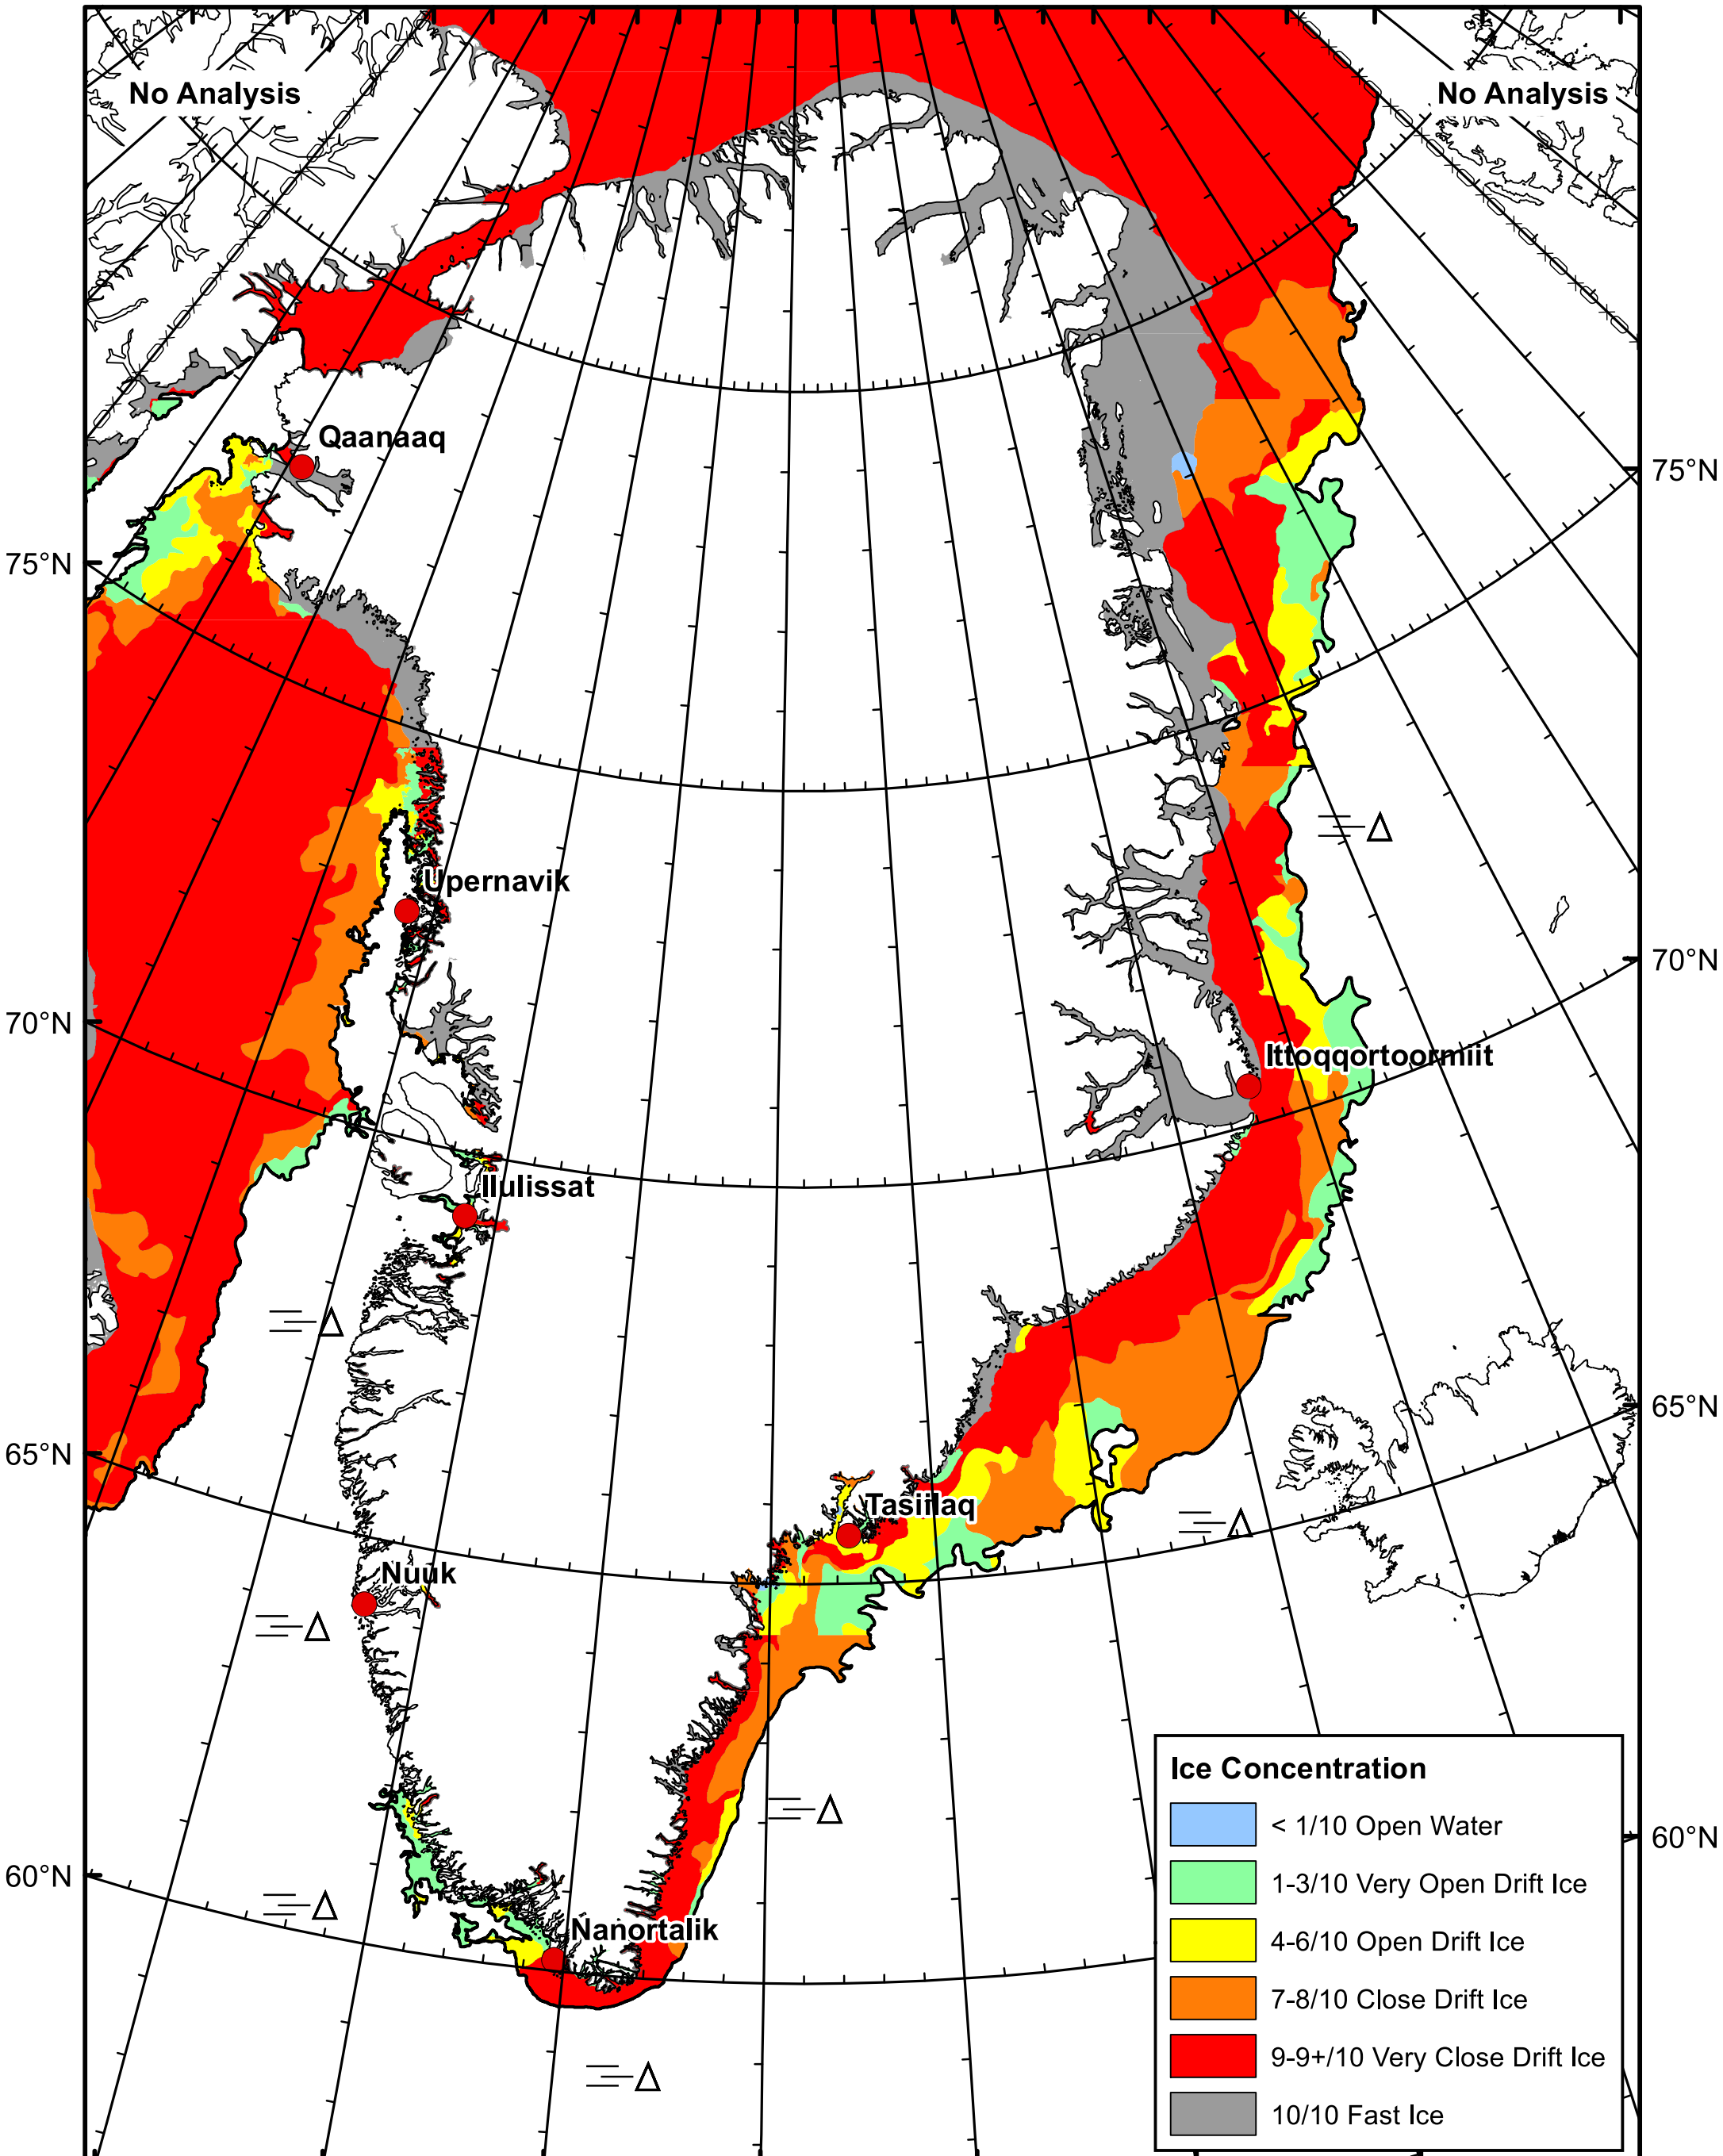 No Analysis
No Analysis
Qaanaaq
75°N
75°N
Upernavik
70°N
70°N
Ittoqqortoormiit
Ilulissat
65°N
65°N
Tasiilaq
Nuuk
Ice Concentration
< 1/10 Open Water
60°N
60°N
1-3/10 Very Open Drift Ice
Nanortalik
4-6/10 Open Drift Ice
7-8/10 Close Drift Ice
9-9+/10 Very Close Drift Ice
10/10 Fast Ice